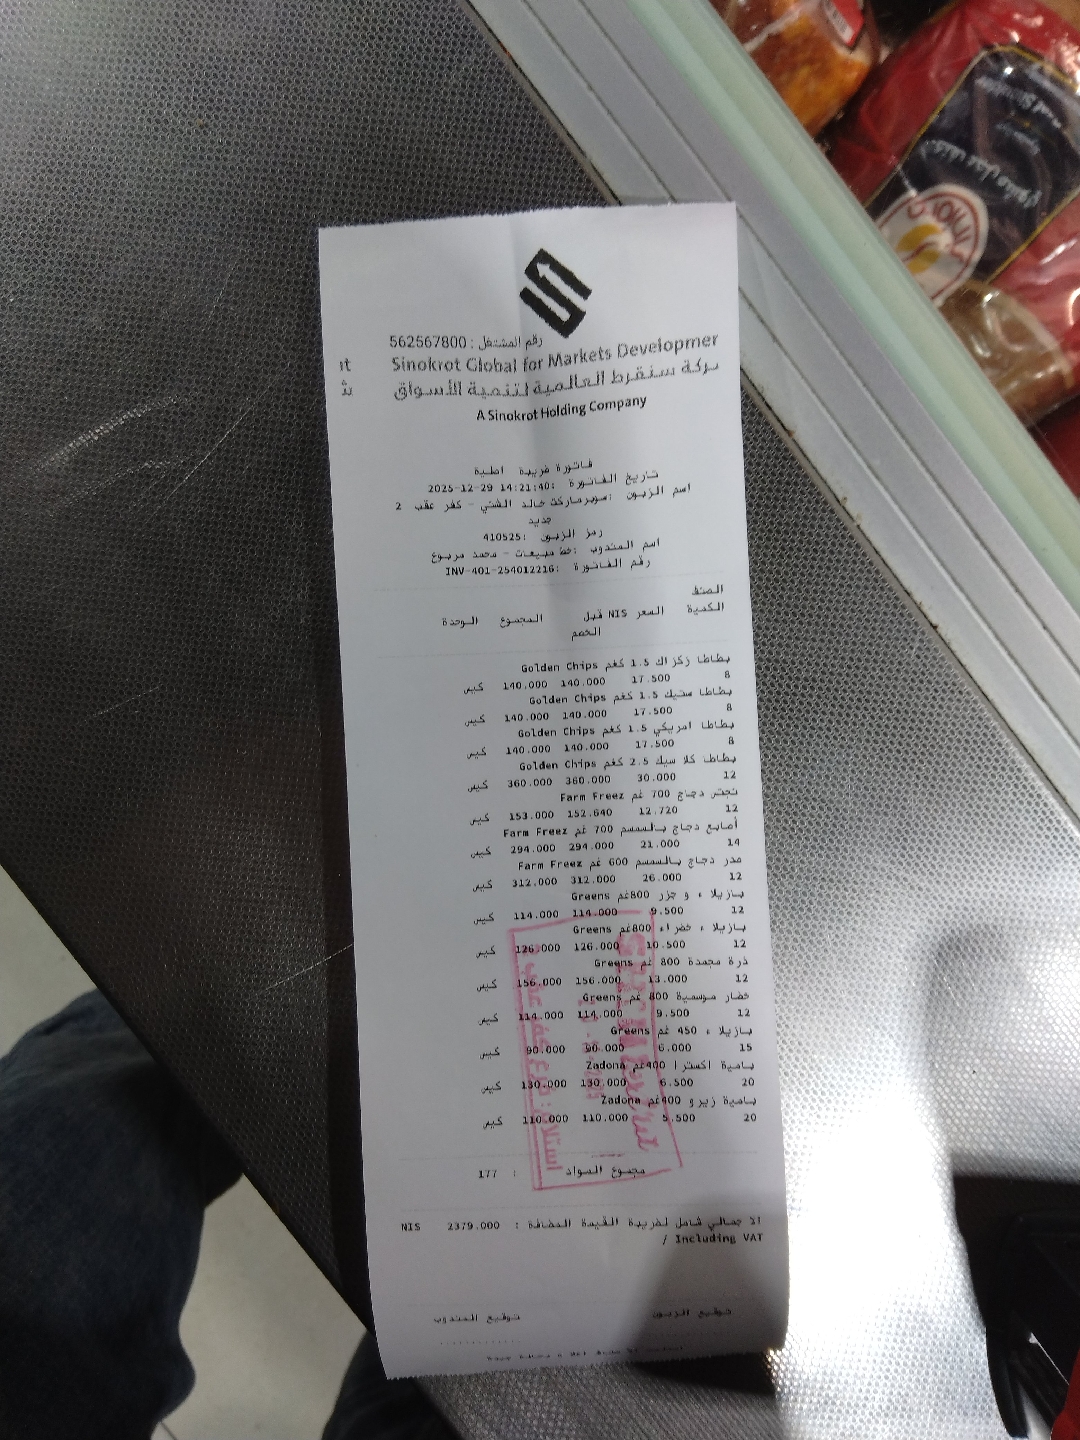 رقم المشتغل : 562567800
Sinokrot Global for Markets Developmer
ıt
بركة سنقرط العالمية لتنمية الأسواق
ش
A Sinokrot Holding Company
فاتورة ضريبة اصلية
تاريخ الفاتورة :2025-12-29 14:21:40
اسم الزبون :سوبرماركت خالد الشني - كفر عقب 2
جديد
رمز الزبون :410525
اسم المندوب :خط مبيعات - محمد مربوع
رقم الفاتورة :INV-401-254012216
الصنف
الكمية السعر NIS قبل المجموع الوحدة
الخصم
بطاطا زكزاك 1.5 كغم Golden Chips
8 17.500 140.000 140.000 كيس
بطاطا ستيك 1.5 كغم Golden Chips
8 17.500 140.000 140.000 كيس
بطاطا امريكي 1.5 كغم Golden Chips
8 17.500 140.000 140.000 كيس
بطاطا كلاسيك 2.5 كغم Golden Chips
12 30.000 360.000 360.000 كيس
نجتس دجاج 700 غم Farm Freez
12 12.720 152.640 153.000 كيس
أصابع دجاج بالسمسم 700 غم Farm Freez
14 21.000 294.000 294.000 كيس
صدر دجاج بالسمسم 600 غم Farm Freez
12 26.000 312.000 312.000 كيس
بازيلاء و جزر 800غم Greens
12 9.500 114.000 114.000 كيس
بازيلاء خضراء 800غم Greens
12 10.500 126.000 126.000 كيس
ذرة مجمدة 800 غم Greens
12 13.000 156.000 156.000 كيس
خضار موسمية 800 غم Greens
12 9.500 114.000 114.000 كيس
بازيلاء 450 غم Greens
15 6.000 90.000 90.000 كيس
بامية اكسترا 400غم Zadona
20 6.500 130.000 130.000 كيس
بامية زيرو 400غم Zadona
20 5.500 110.000 110.000 كيس
مجموع المواد : 177
الاجمالي شامل لضريبة القيمة المضافة : 2379.000 NIS
/ Including VAT
توقيع الزبون توقيع المندوب
استلام: فرع كفر عقب